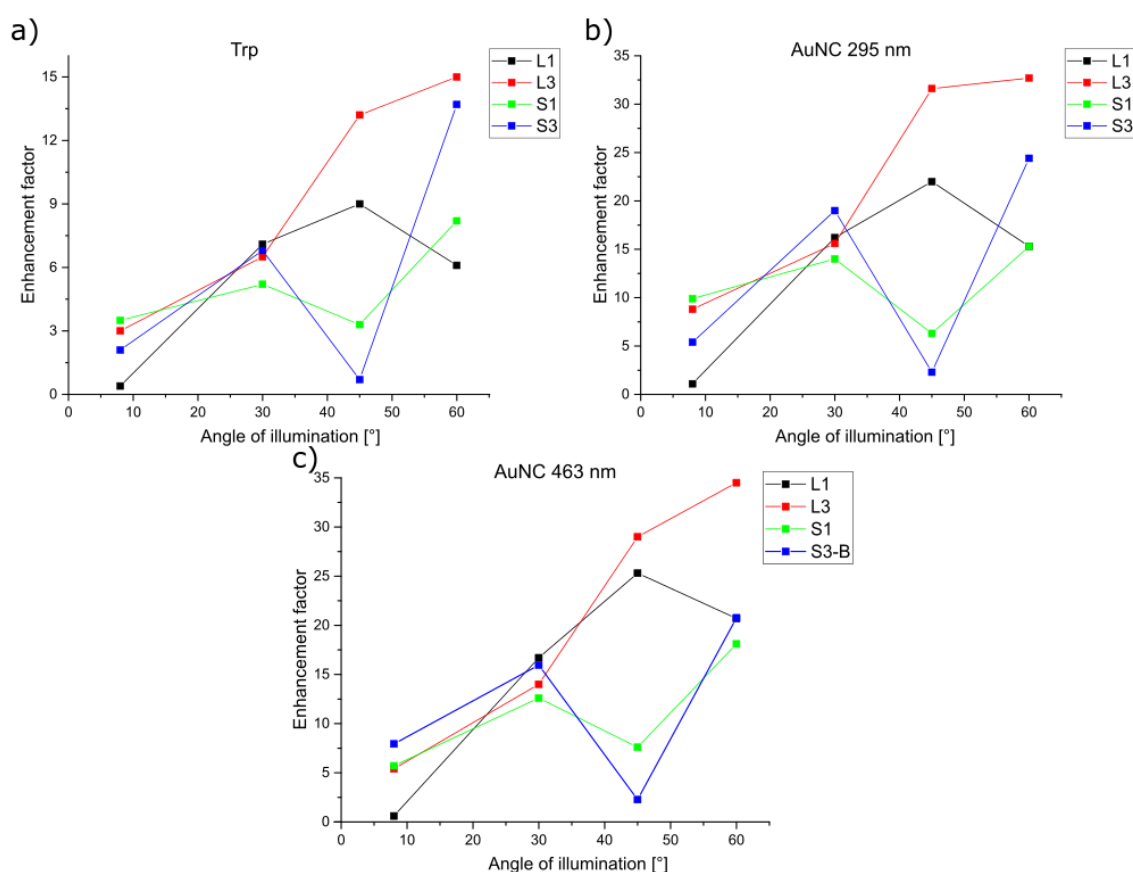 a)
Trp
L1
L3
S1
S3
Enhancement factor
15
12
9
6
3
0
0 10 20 30 40 50 60
Angle of illumination [°]
b)
AuNC 295 nm
L1
L3
S1
S3
Enhancement factor
35
30
25
20
15
10
5
0
0 10 20 30 40 50 60
Angle of illumination [°]
c)
AuNC 463 nm
L1
L3
S1
S3-B
Enhancement factor
35
30
25
20
15
10
5
0
0 10 20 30 40 50 60
Angle of illumination [°]